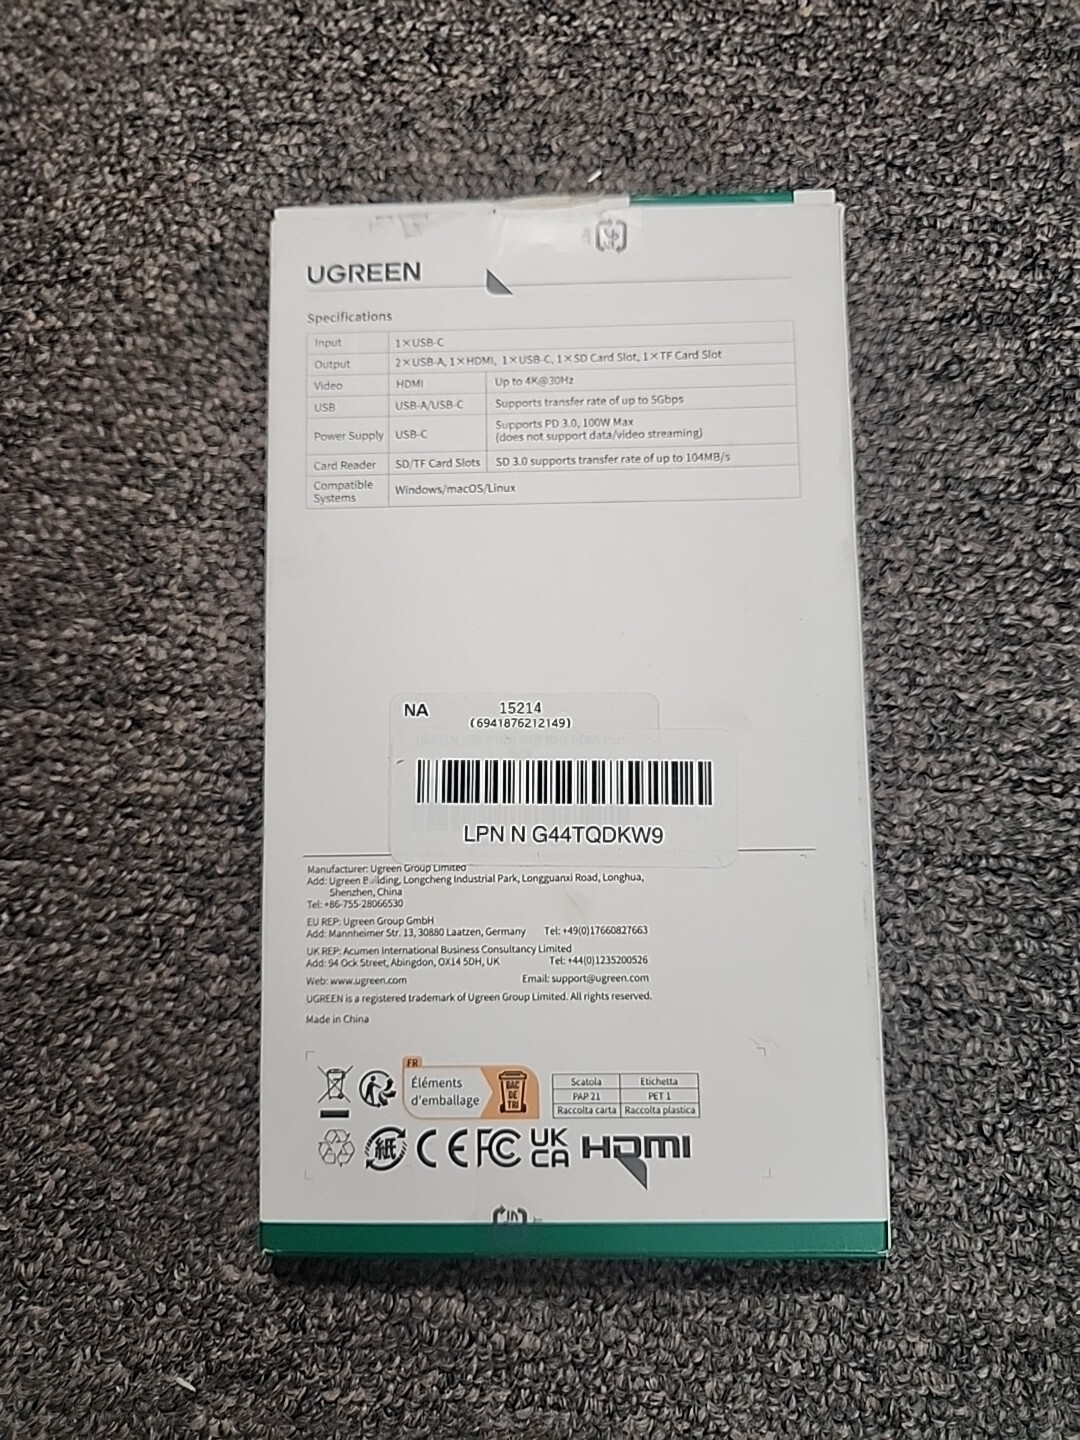 UGREEN
Specifications
Input 1×USB-C
Output 2×USB-A, 1×HDMI, 1×USB-C, 1×SD Card Slot, 1×TF Card Slot
Video HDMI Up to 4K@30Hz
USB USB-A/USB-C Supports transfer rate of up to 5Gbps
Power Supply USB-C Supports PD 3.0, 100W Max
(does not support data/video streaming)
Card Reader SD/TF Card Slots SD 3.0 supports transfer rate of up to 104MB/s
Compatible
Systems Windows/macOS/Linux
NA 15214
(6941876212149)
LPN N G44TQDKW9
Manufacturer: Ugreen Group Limited
Add: Ugreen Building, Longcheng Industrial Park, Longguanxi Road, Longhua,
Shenzhen, China
Tel: +86-755-28066530
EU REP: Ugreen Group GmbH
Add: Mannheimer Str. 13, 30880 Laatzen, Germany Tel: +49(0)17660827663
UK REP: Acumen International Business Consultancy Limited
Add: 94 Ock Street, Abingdon, OX14 5DH, UK Tel: +44(0)1235200526
Web: www.ugreen.com Email: support@ugreen.com
UGREEN is a registered trademark of Ugreen Group Limited. All rights reserved.
Made in China
FR
Éléments
d'emballage
BAC
DE
TRI
Scatola Etichetta
PAP 21 PET 1
Raccolta carta Raccolta plastica
紙 CE FC UK
CA HDMI